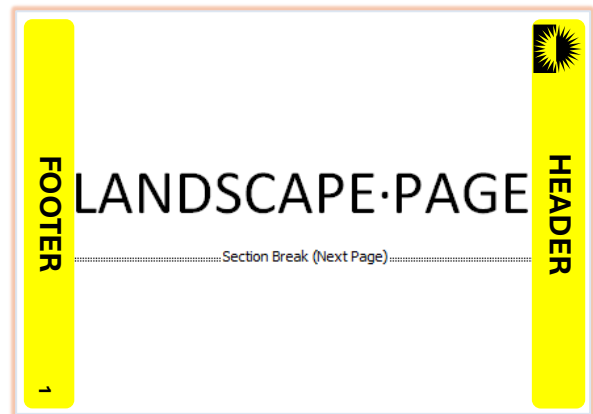 HEADER
LANDSCAPE·PAGE
Section Break (Next Page)
FOOTER
1